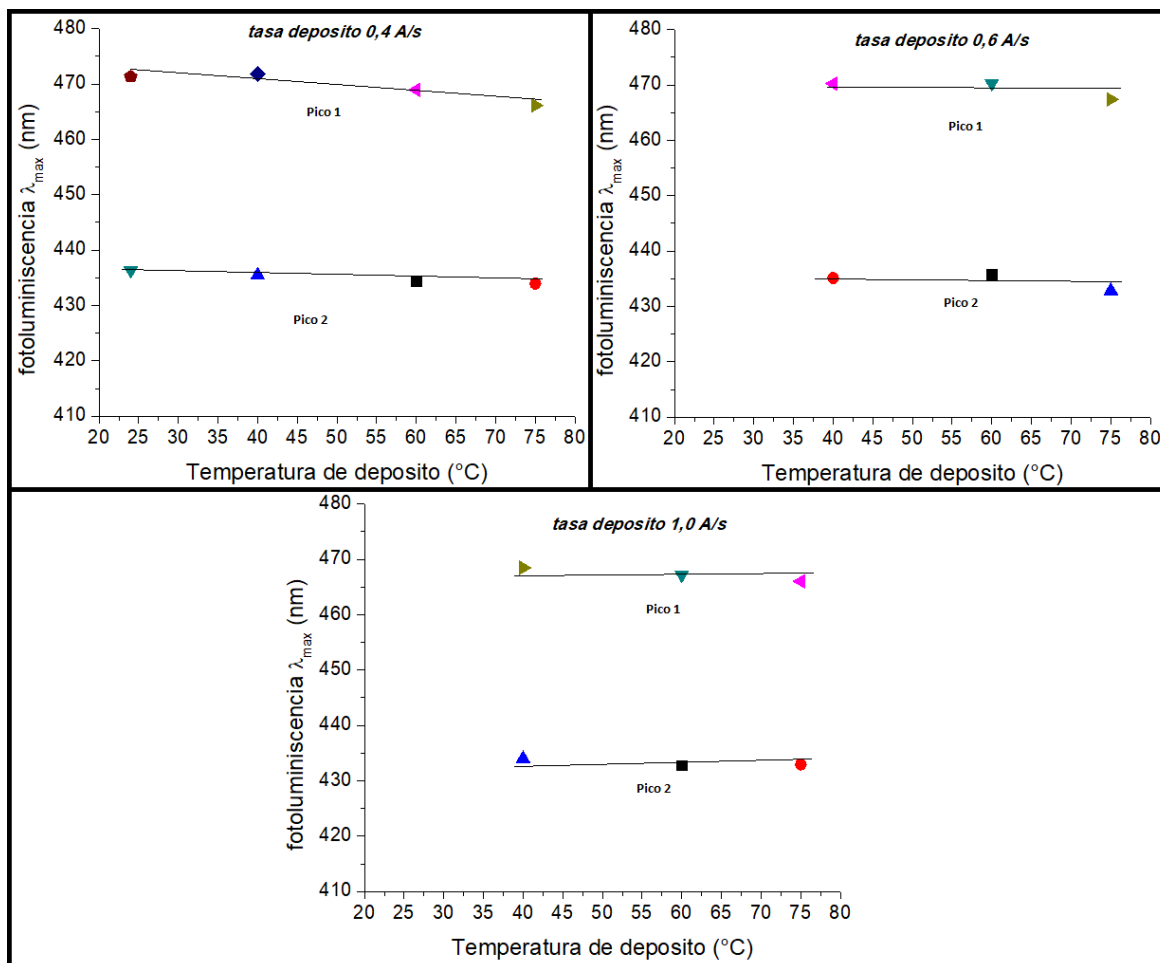 tasa deposito 0,4 A/s
480
470
460
450
440
430
420
410
fotoluminiscencia λmax (nm)
Pico 1
Pico 2
20 25 30 35 40 45 50 55 60 65 70 75 80
Temperatura de deposito (°C)
tasa deposito 0,6 A/s
480
470
460
450
440
430
420
410
fotoluminiscencia λmax (nm)
Pico 1
Pico 2
20 25 30 35 40 45 50 55 60 65 70 75 80
Temperatura de deposito (°C)
tasa deposito 1,0 A/s
480
470
460
450
440
430
420
410
fotoluminiscencia λmax (nm)
Pico 1
Pico 2
20 25 30 35 40 45 50 55 60 65 70 75 80
Temperatura de deposito (°C)